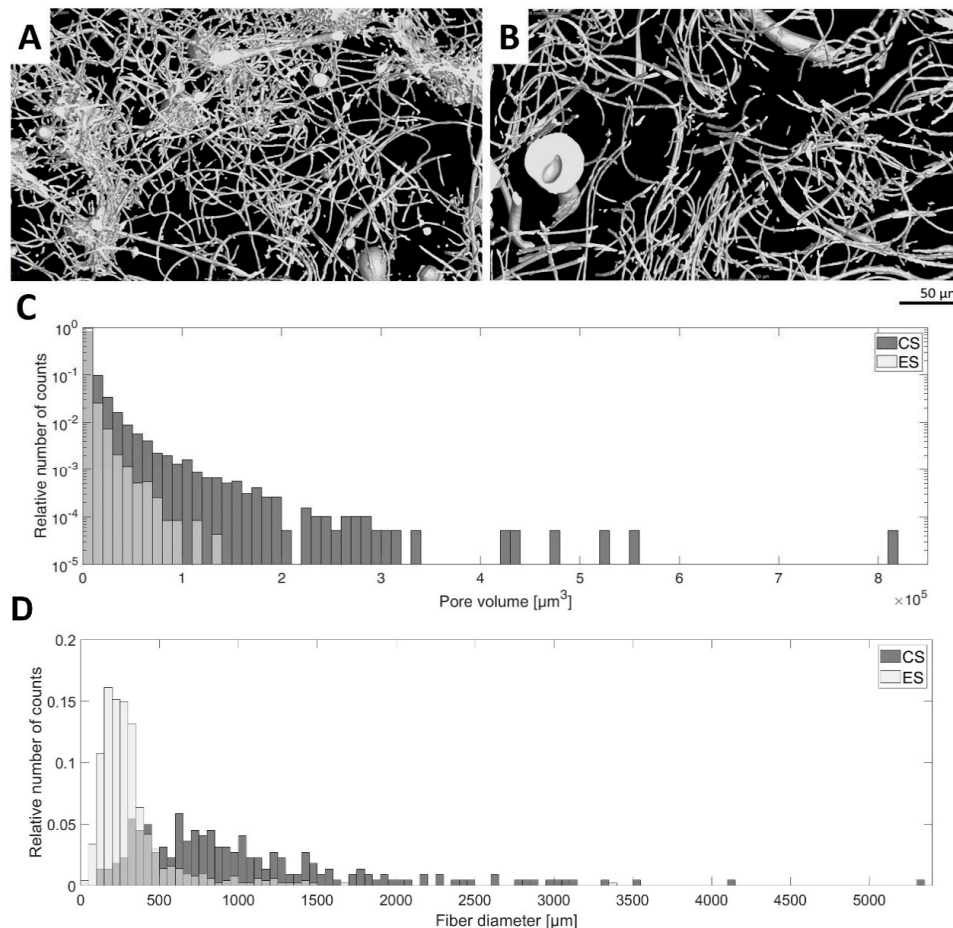 A
B
50 µm
C
10^0
10^-1
10^-2
10^-3
10^-4
10^-5
Relative number of counts
CS
ES
0 1 2 3 4 5 6 7 8
Pore volume [µm^3]
×10^5
D
0.2
0.15
0.1
0.05
0
Relative number of counts
CS
ES
0 500 1000 1500 2000 2500 3000 3500 4000 4500 5000
Fiber diameter [µm]